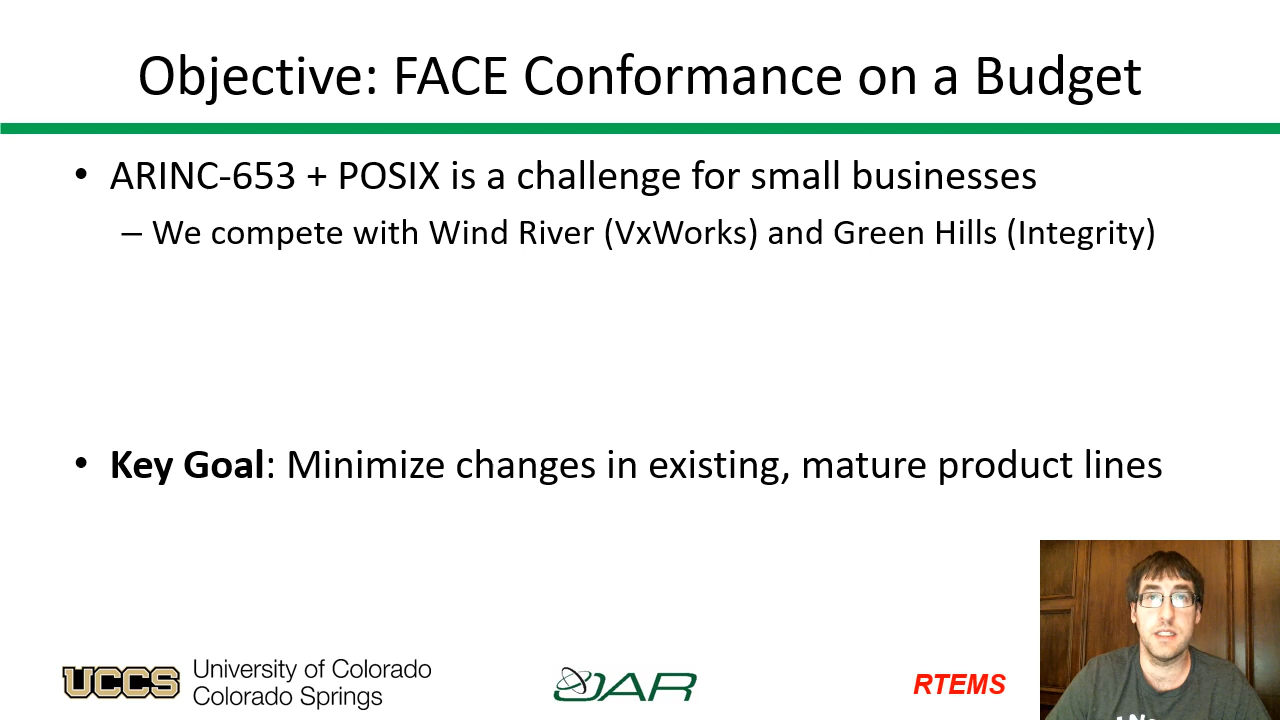 Objective: FACE Conformance on a Budget
• ARINC-653 + POSIX is a challenge for small businesses
– We compete with Wind River (VxWorks) and Green Hills (Integrity)
• Key Goal: Minimize changes in existing, mature product lines
UCCS
University of Colorado
Colorado Springs
OAR
RTEMS